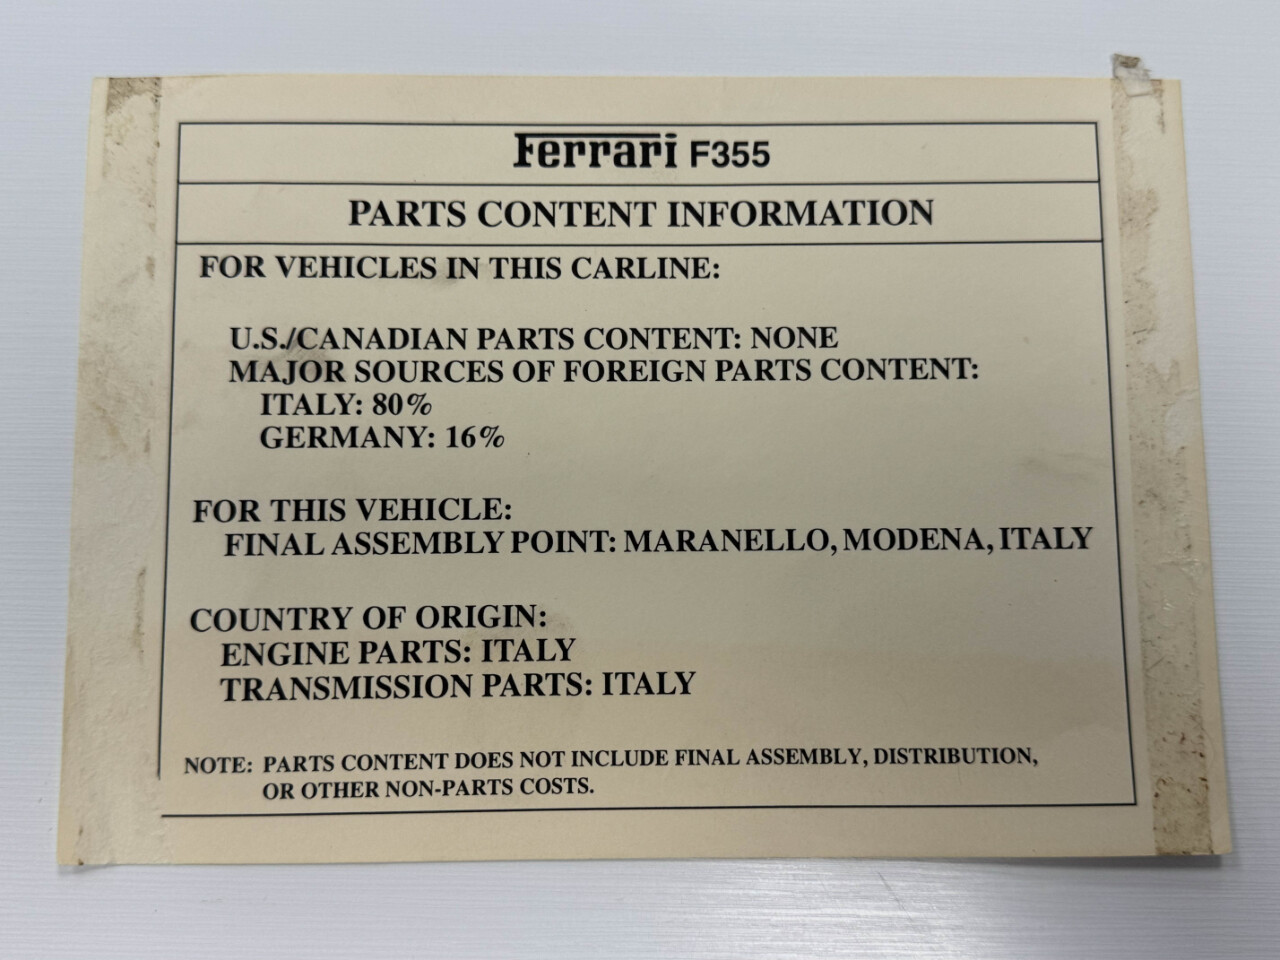 Ferrari F355
PARTS CONTENT INFORMATION
FOR VEHICLES IN THIS CARLINE:
U.S./CANADIAN PARTS CONTENT: NONE
MAJOR SOURCES OF FOREIGN PARTS CONTENT:
ITALY: 80%
GERMANY: 16%
FOR THIS VEHICLE:
FINAL ASSEMBLY POINT: MARANELLO, MODENA, ITALY
COUNTRY OF ORIGIN:
ENGINE PARTS: ITALY
TRANSMISSION PARTS: ITALY
NOTE: PARTS CONTENT DOES NOT INCLUDE FINAL ASSEMBLY, DISTRIBUTION,
OR OTHER NON-PARTS COSTS.